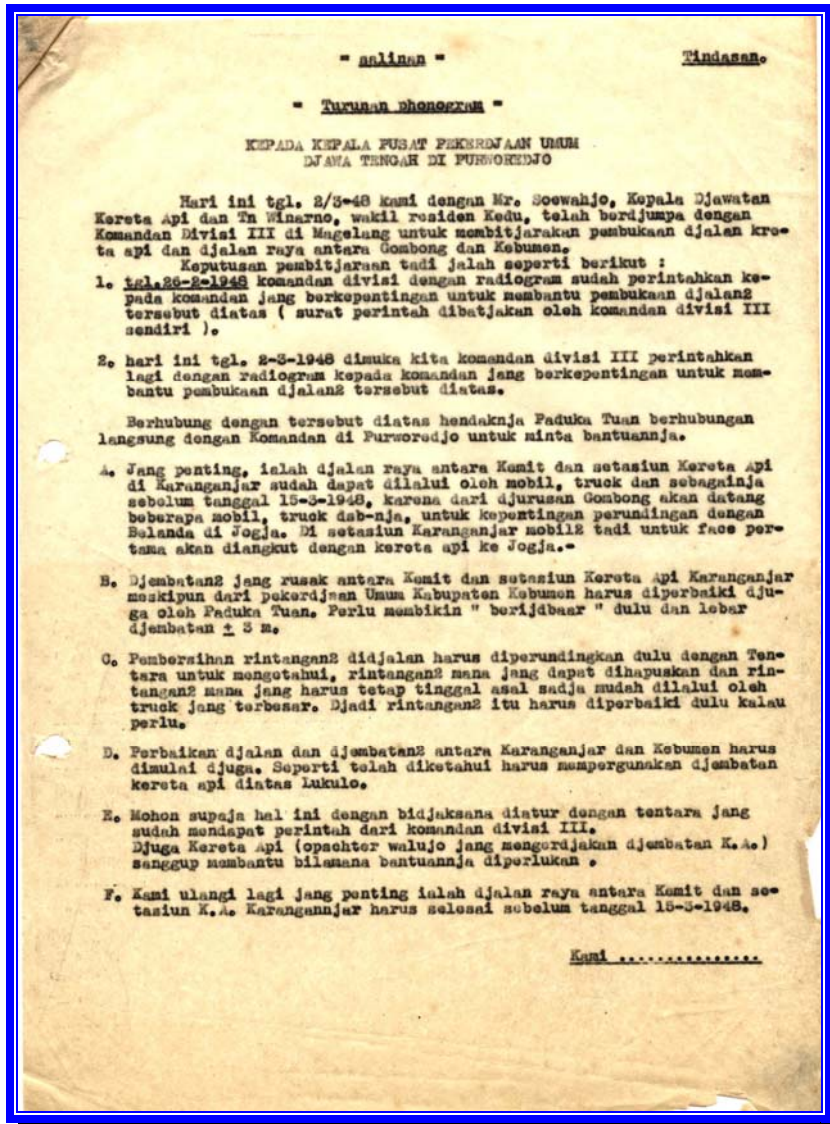 = salinan =
Tindasan.
= Turunan phonogram =
KEPADA KEPALA PUSAT PEKERDJAAN UMUM
DJAWA TENGAH DI PURWOREDJO
Hari ini tgl. 2/3-48 kami dengan Mr. Soewahjo, Kepala Djawatan
Kereta Api dan Tn Winarno, wakil residen Kedu, telah berdjumpa dengan
Komandan Divisi III di Magelang untuk membitjarakan pembukaan djalan kre-
ta api dan djalan raya antara Gombong dan Kebumen.
Keputusan pembitjaraan tadi jalah seperti berikut :
1. tgl.26-2-1948 komandan divisi dengan radiogram sudah perintahkan ke-
pada komandan jang berkepentingan untuk membantu pembukaan djalan2
tersebut diatas ( surat perintah dibatjakan oleh komandan divisi III
sendiri ).
2. hari ini tgl. 2-3-1948 dimuka kita komandan divisi III perintahkan
lagi dengan radiogram kepada komandan jang berkepentingan untuk mem-
bantu pembukaan djalan2 tersebut diatas.
Berhubung dengan tersebut diatas hendaknja Paduka Tuan berhubungan
langsung dengan Komandan di Purworedjo untuk minta bantuannja.
A. Jang penting, ialah djalan raya antara Kemit dan setasiun Kereta Api
di Karanganjar sudah dapat dilalui oleh mobil, truck dan sebagainja
sebelum tanggal 15-3-1948, karena dari djurusan Gombong akan datang
beberapa mobil, truck dsb-nja, untuk kepentingan perundingan dengan
Belanda di Jogja. Di setasiun Karanganjar mobil2 tadi untuk face per-
tama akan diangkut dengan kereta api ke Jogja.-
B. Djembatan2 jang rusak antara Kemit dan setasiun Kereta Api Karanganjar
meskipun dari pekerdjaan Umum Kabupaten Kebumen harus diperbaiki dju-
ga oleh Paduka Tuan. Perlu membikin " berijdbaar " dulu dan lebar
djembatan ± 3 m.
C. Pembersihan rintangan2 didjalan harus diperundingkan dulu dengan Ten-
tara untuk mengetahui, rintangan2 mana jang dapat dihapuskan dan rin-
tangan2 mana jang harus tetap tinggal asal sadja mudah dilalui oleh
truck jang terbesar. Djadi rintangan2 itu harus diperbaiki dulu kalau
perlu.
D. Perbaikan djalan dan djembatan2 antara Karanganjar dan Kebumen harus
dimulai djuga. Seperti telah diketahui harus mempergunakan djembatan
kereta api diatas Lukulo.
E. Mohon supaja hal ini dengan bidjaksana diatur dengan tentara jang
sudah mendapat perintah dari komandan divisi III.
Djuga Kereta Api (opzchter walujo jang mengerdjakan djembatan K.A.)
sanggup membantu bilamana bantuannja diperlukan .
F. Kami ulangi lagi jang penting ialah djalan raya antara Kemit dan se-
tasiun K.A. Karangannjar harus selesai sebelum tanggal 15-3-1948.
Kami ...............